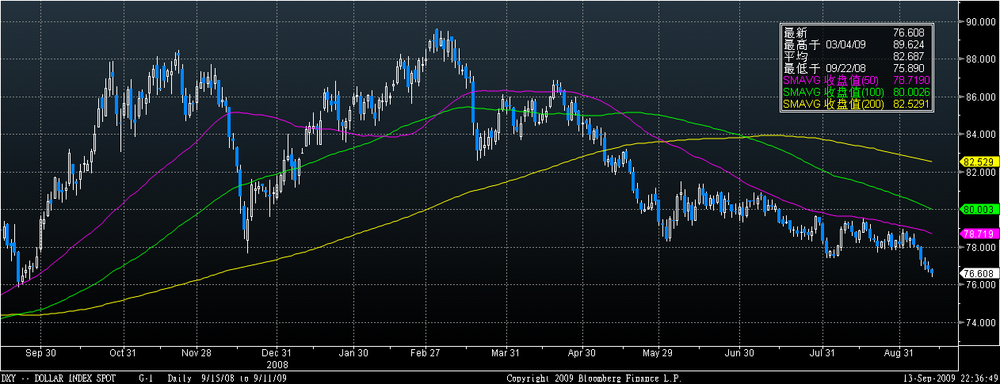 90.000
最新 76.608
最高于 03/04/09 89.624
平均 82.687
最低于 09/22/08 75.890
SMAVG 收盘值(50) 78.7190
SMAVG 收盘值(100) 80.0026
SMAVG 收盘值(200) 82.5291
88.000
86.000
84.000
82.529
82.000
80.003
78.719
78.000
76.608
76.000
74.000
Sep 30 Oct 31 Nov 28 Dec 31 Jan 30 Feb 27 Mar 31 Apr 30 May 29 Jun 30 Jul 31 Aug 31
2008
DXY -- DOLLAR INDEX SPOT G-1 Daily 9/15/08 to 9/11/09 Copyright 2009 Bloomberg Finance L.P. 13-Sep-2009 22:36:49